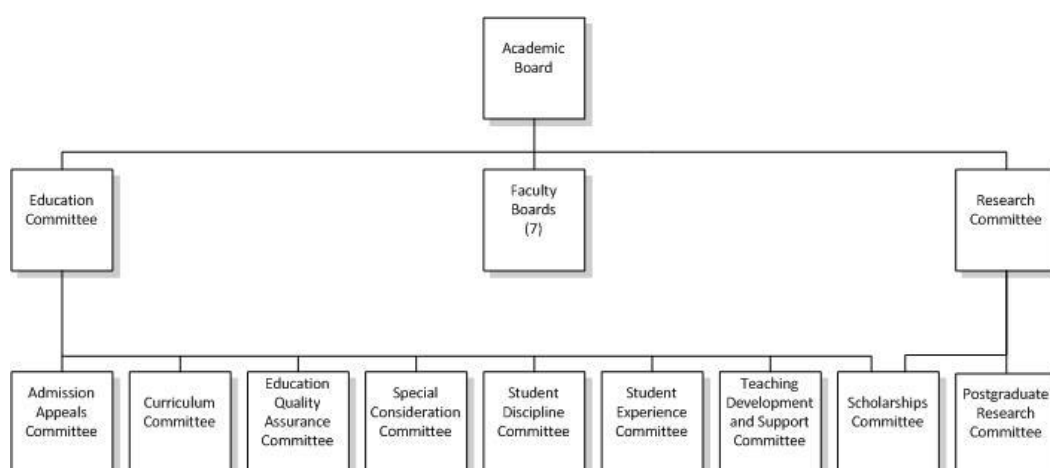 Academic
Board
Education
Committee
Faculty
Boards
(7)
Research
Committee
Admission
Appeals
Committee
Curriculum
Committee
Education
Quality
Assurance
Committee
Special
Consideration
Committee
Student
Discipline
Committee
Student
Experience
Committee
Teaching
Development
and Support
Committee
Scholarships
Committee
Postgraduate
Research
Committee